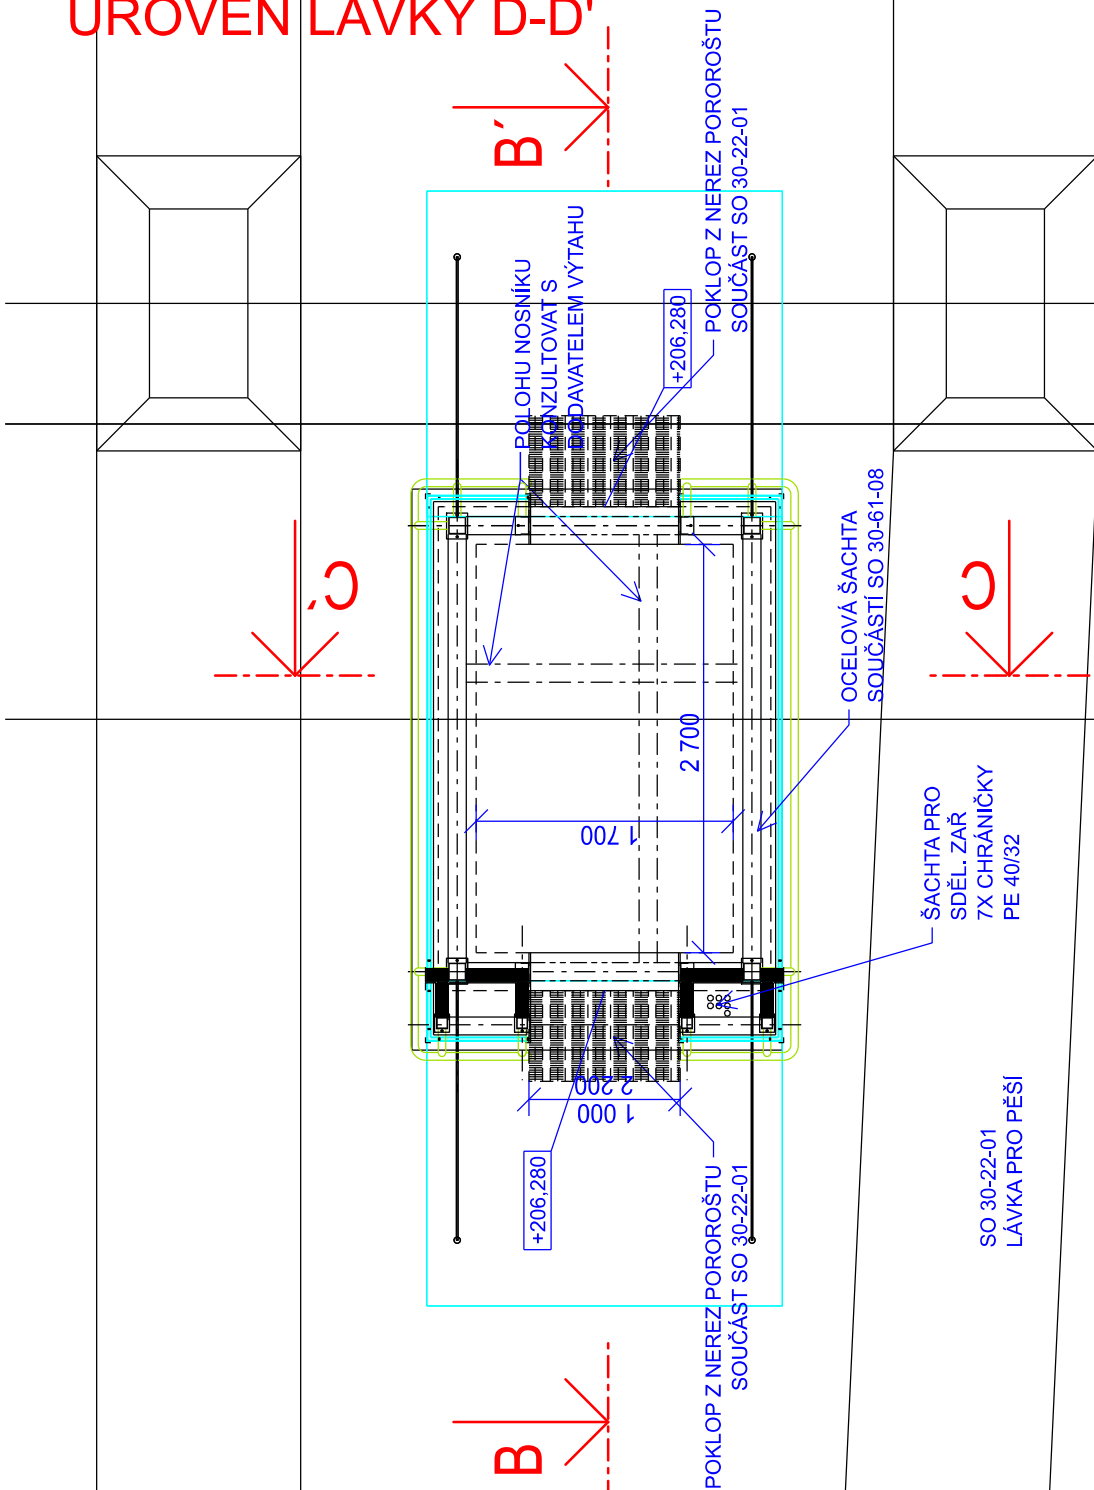 ÚROVEŇ LÁVKY D-D'
B´
POKLOP Z NEREZ POROROŠTU
SOUČÁST SO 30-22-01
POLOHU NOSNÍKU
KONZULTOVAT S
DODAVATELEM VÝTAHU
+206,280
C´
C
OCELOVÁ ŠACHTA
SOUČÁSTÍ SO 30-61-08
2 700
1 700
ŠACHTA PRO
SDĚL. ZAŘ
7X CHRÁNIČKY
PE 40/32
2 200
1 000
+206,280
POKLOP Z NEREZ POROROŠTU
SOUČÁST SO 30-22-01
SO 30-22-01
LÁVKA PRO PĚŠÍ
B